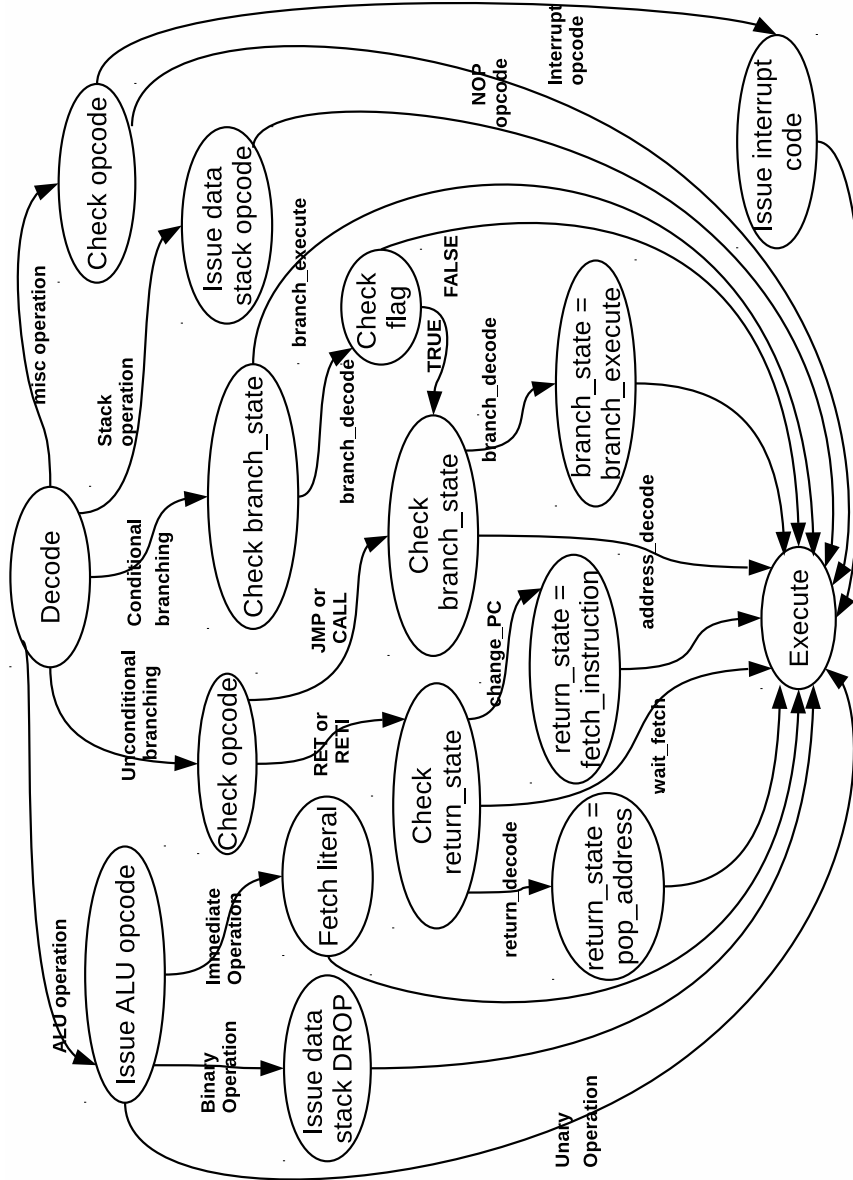 Decode
misc operation
Stack
operation
Conditional
branching
Unconditional
branching
ALU operation
Check opcode
Interrupt
opcode
NOP
opcode
Issue interrupt
code
Issue data
stack opcode
Check branch_state
branch_execute
branch_decode
Check
flag
FALSE
TRUE
Check opcode
JMP or
CALL
RET or
RETI
Check
branch_state
branch_decode
address_decode
branch_state =
branch_execute
Check
return_state
change_PC
wait_fetch
return_decode
return_state =
fetch_instruction
return_state =
pop_address
Issue ALU opcode
Immediate
Operation
Binary
Operation
Unary
Operation
Fetch literal
Issue data
stack DROP
Execute